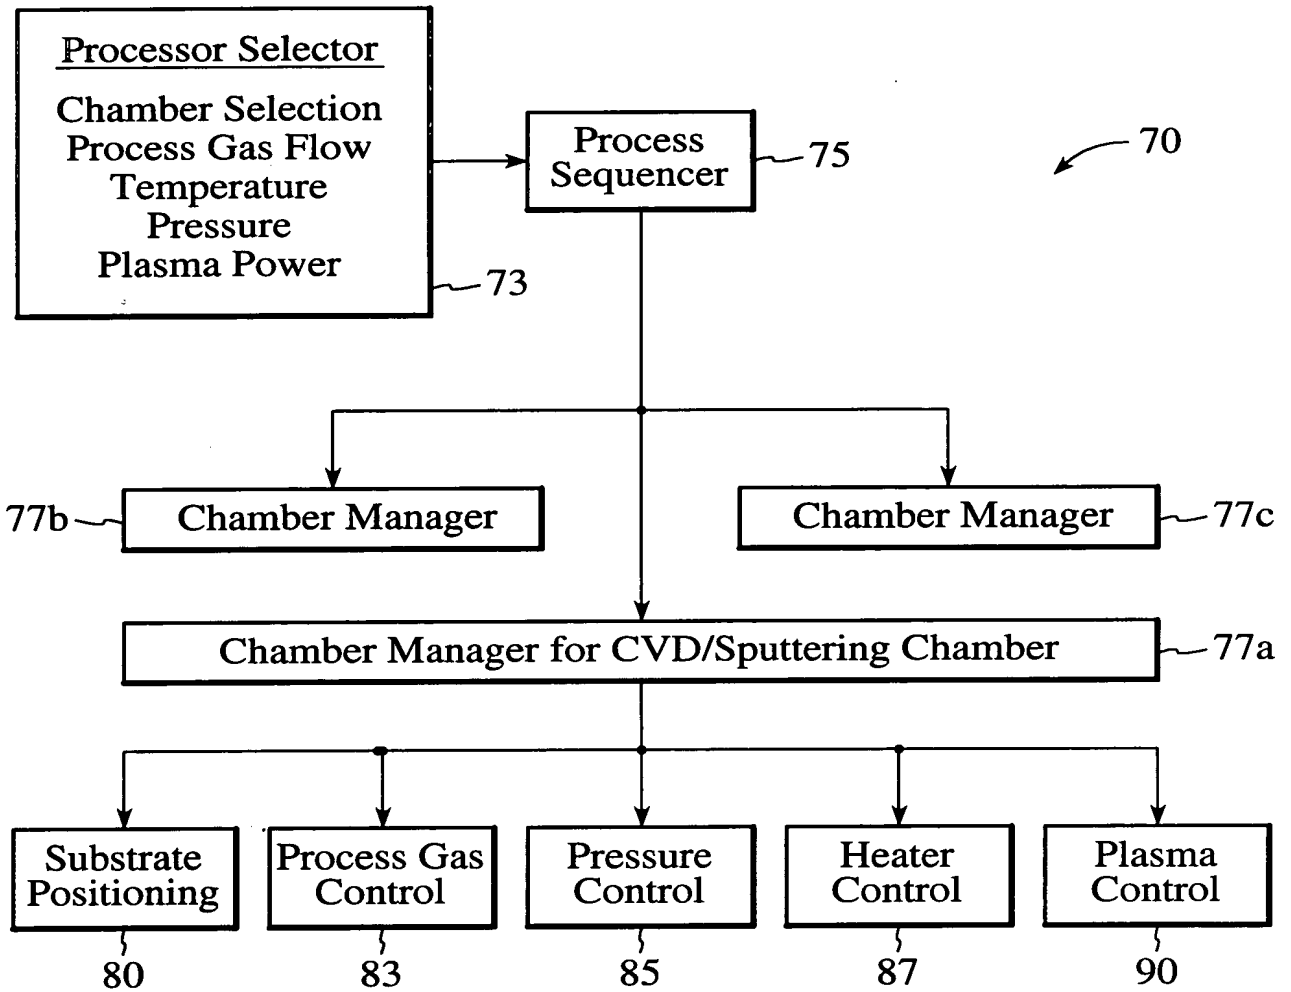 Processor Selector
Chamber Selection
Process Gas Flow
Temperature
Pressure
Plasma Power
73
Process
Sequencer
75
70
77b
Chamber Manager
Chamber Manager
77c
Chamber Manager for CVD/Sputtering Chamber
77a
Substrate
Positioning
80
Process Gas
Control
83
Pressure
Control
85
Heater
Control
87
Plasma
Control
90